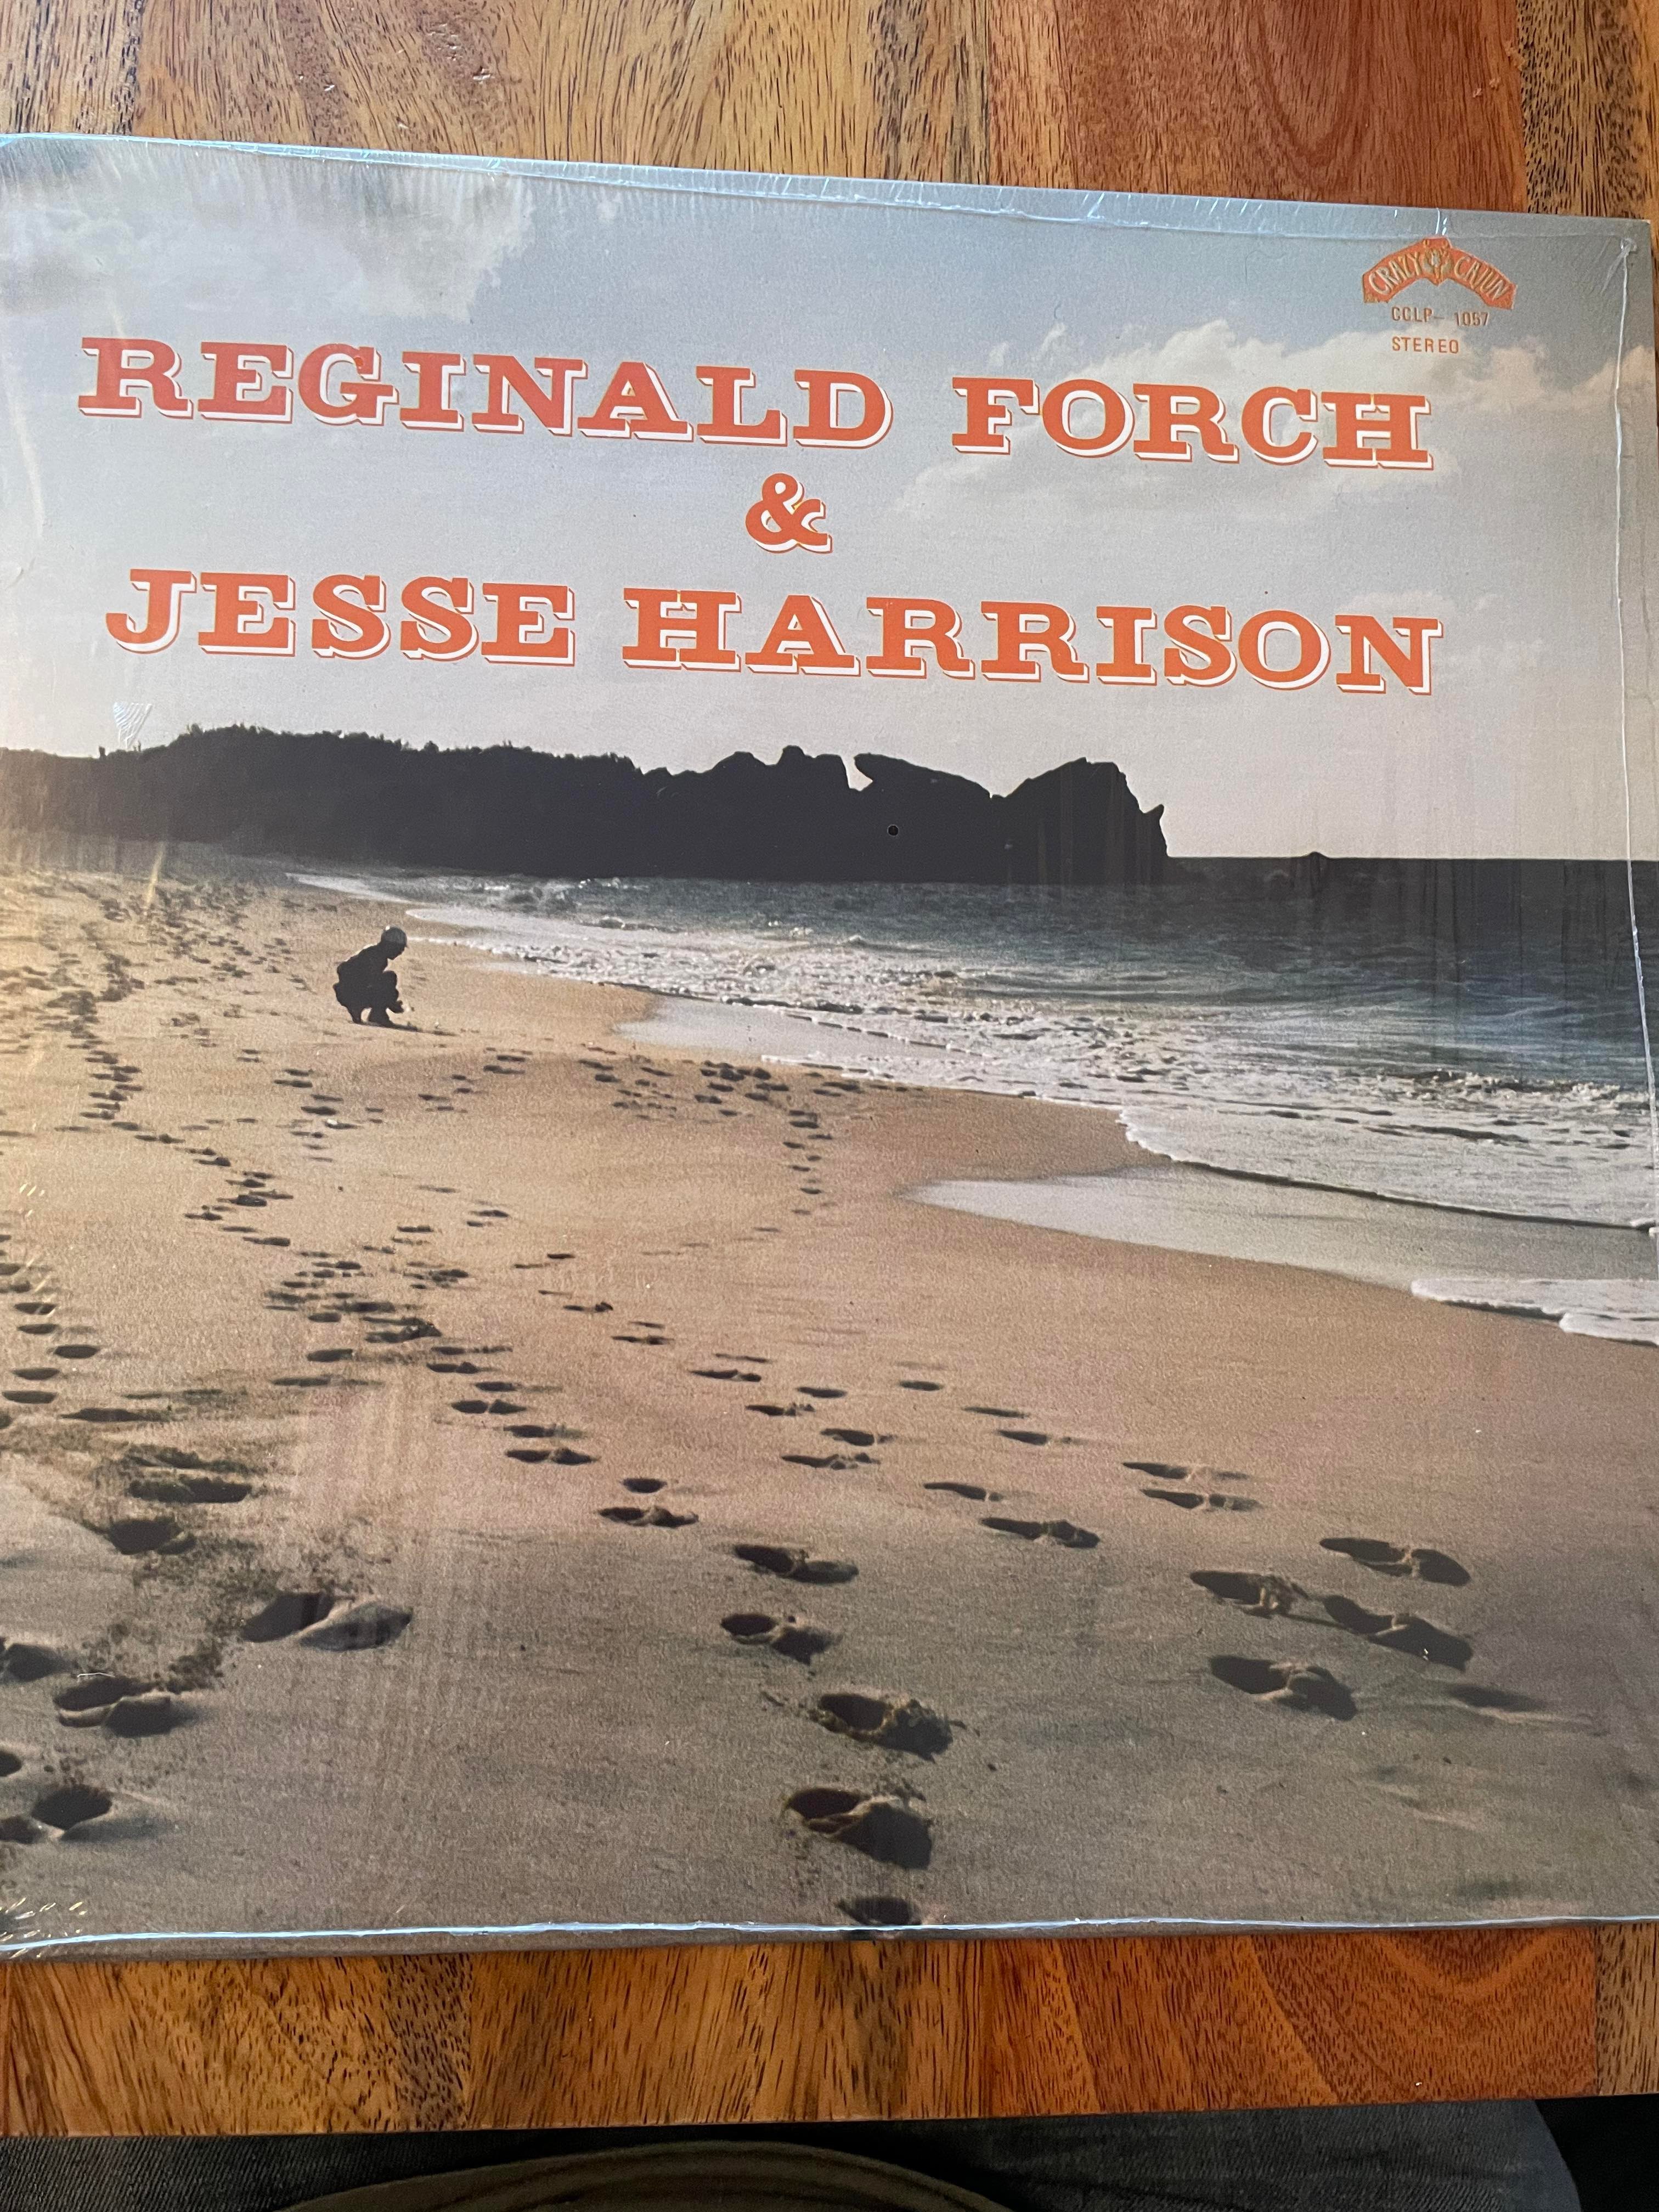 CRAZY CAJUN
CCLP- 1057
STEREO
REGINALD FORCH
&
JESSE HARRISON